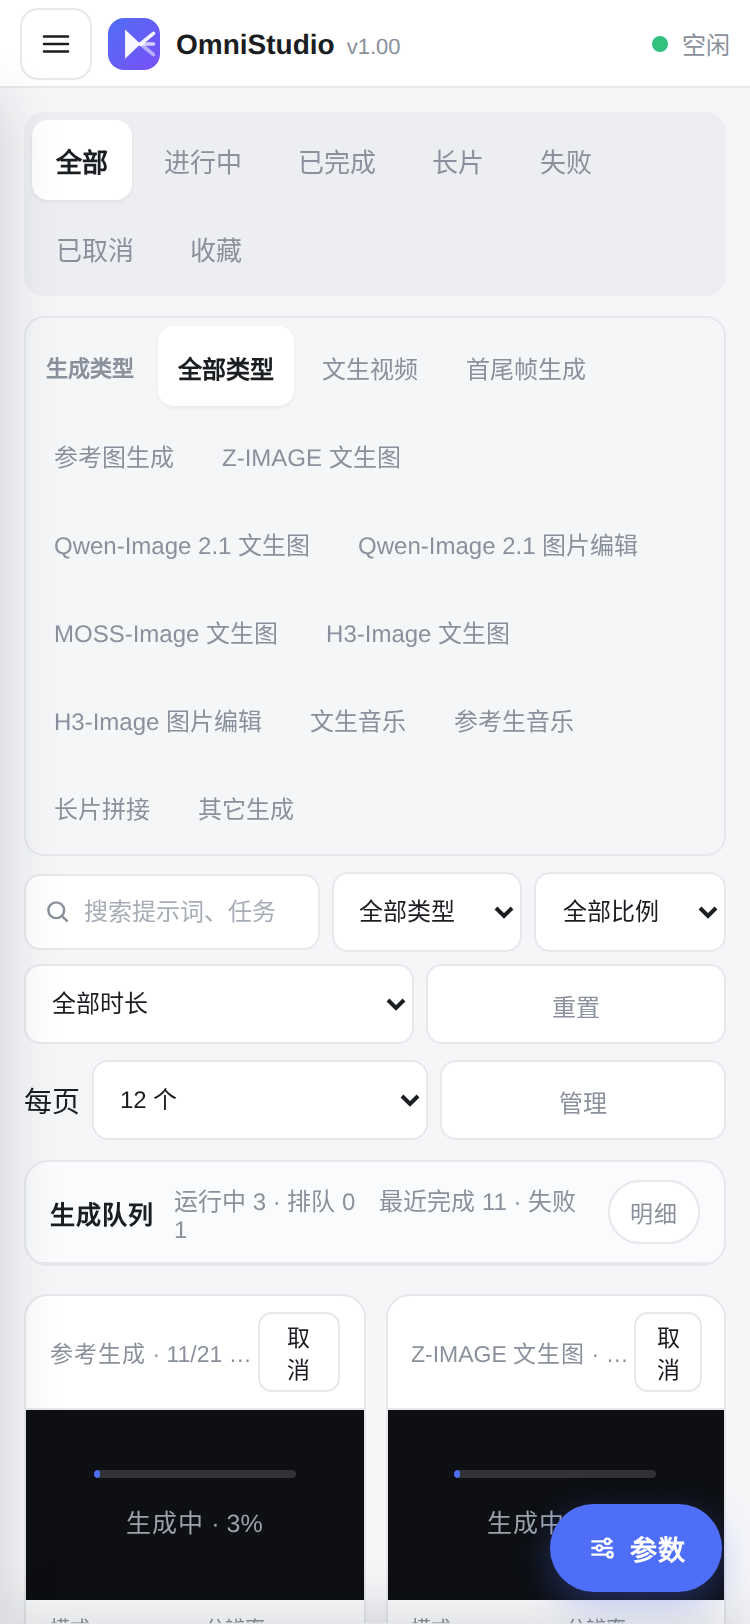 OmniStudio v1.00 空闲
全部 进行中 已完成 长片 失败
已取消 收藏
生成类型 全部类型 文生视频 首尾帧生成
参考图生成 Z-IMAGE 文生图
Qwen-Image 2.1 文生图 Qwen-Image 2.1 图片编辑
MOSS-Image 文生图 H3-Image 文生图
H3-Image 图片编辑 文生音乐 参考生音乐
长片拼接 其它生成
搜索提示词、任务 全部类型 全部比例
全部时长 重置
每页 12 个 管理
生成队列 运行中 3 · 排队 0 最近完成 11 · 失败 1 明细
参考生成 · 11/21 … 取消 Z-IMAGE 文生图 · … 取消
生成中 · 3% 生成中
参数